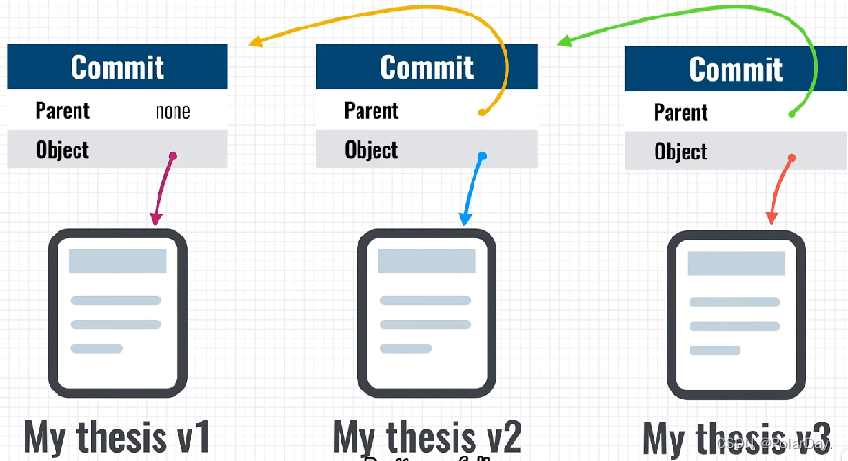 Commit
Parent none
Object
My thesis v1
Commit
Parent
Object
My thesis v2
Commit
Parent
Object
My thesis v3
CSDN @PolarDay.